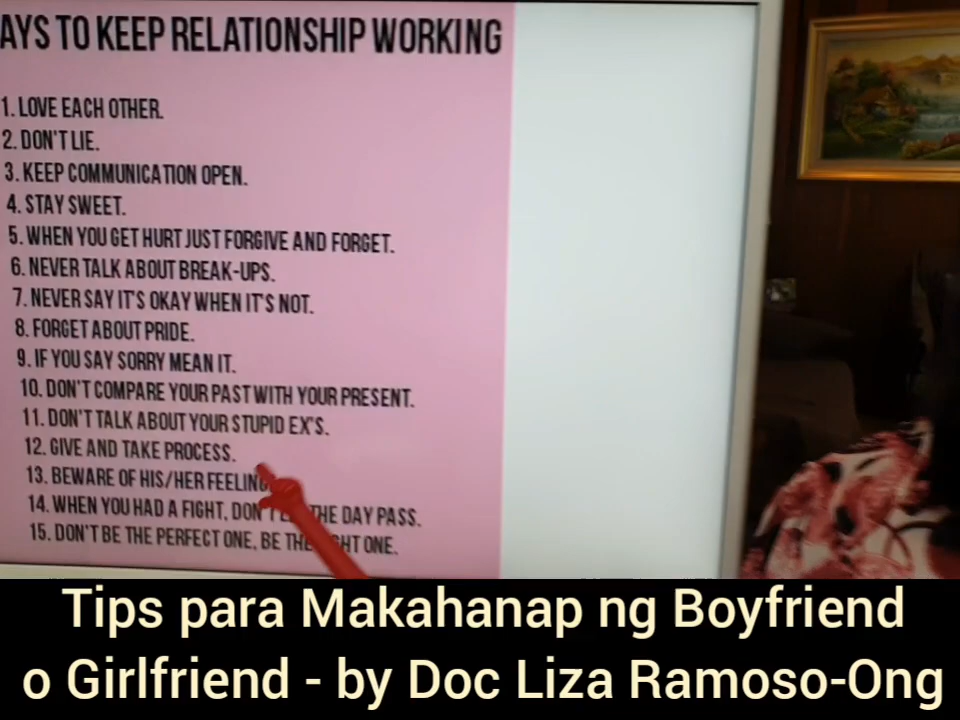 AYS TO KEEP RELATIONSHIP WORKING
1. LOVE EACH OTHER.
2. DON'T LIE.
3. KEEP COMMUNICATION OPEN.
4. STAY SWEET.
5. WHEN YOU GET HURT JUST FORGIVE AND FORGET.
6. NEVER TALK ABOUT BREAK-UPS.
7. NEVER SAY IT'S OKAY WHEN IT'S NOT.
8. FORGET ABOUT PRIDE.
9. IF YOU SAY SORRY MEAN IT.
10. DON'T COMPARE YOUR PAST WITH YOUR PRESENT.
11. DON'T TALK ABOUT YOUR STUPID EX'S.
12. GIVE AND TAKE PROCESS.
13. BEWARE OF HIS/HER
14. WHEN YOU HAD A FIGHT, THE DAY PASS.
15. DON'T BE THE PERFECT ONE, BE ONE.
Tips para Makahanap ng Boyfriend
o Girlfriend - by Doc Liza Ramoso-Ong